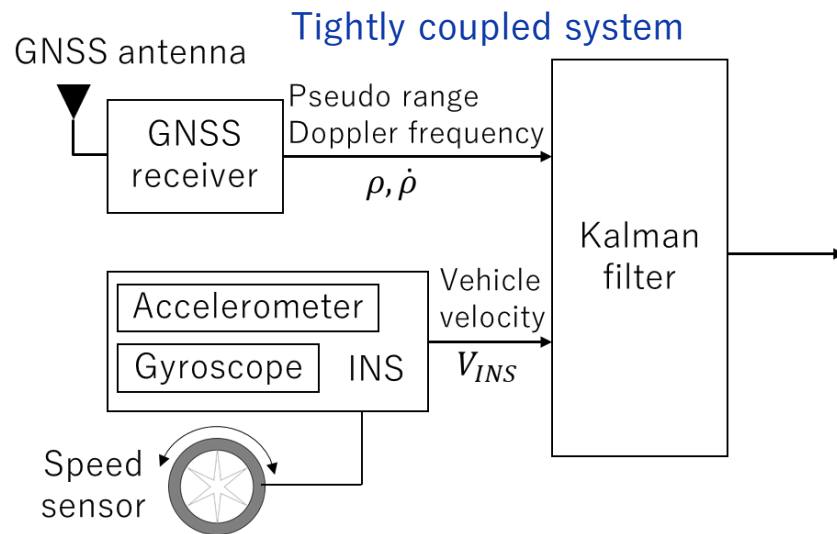 Tightly coupled system
GNSS antenna
GNSS
receiver
Pseudo range
Doppler frequency
ρ, ρ̇
Kalman
filter
Accelerometer
Gyroscope
INS
Vehicle
velocity
V_INS
Speed
sensor